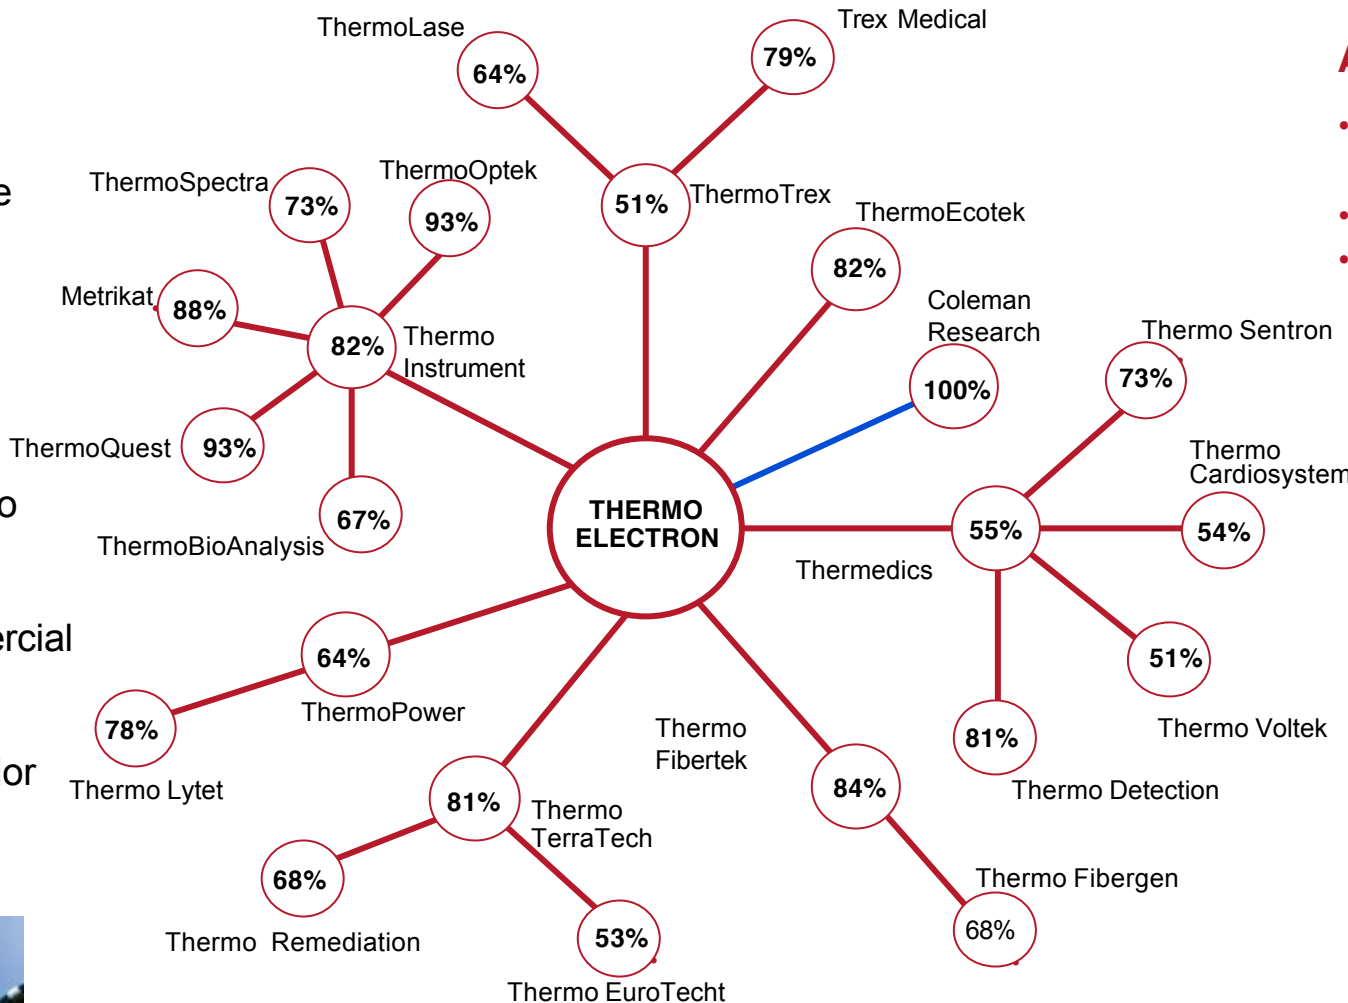 ThermoLase
64%
Trex Medical
79%
A
ThermoSpectra
73%
ThermoOptek
93%
51%
ThermoTrex
ThermoEcotek
82%
e
Metrikat
88%
82%
Thermo
Instrument
Coleman
Research
100%
Thermo Sentron
73%
ThermoQuest
93%
Thermo
Cardiosystem
54%
o
67%
ThermoBioAnalysis
THERMO
ELECTRON
55%
Thermedics
ercial
64%
ThermoPower
51%
Thermo Voltek
78%
Thermo Lytet
lor
Thermo
Fibertek
84%
81%
Thermo Detection
81%
Thermo
TerraTech
68%
Thermo Remediation
53%
Thermo EuroTecht
Thermo Fibergen
68%